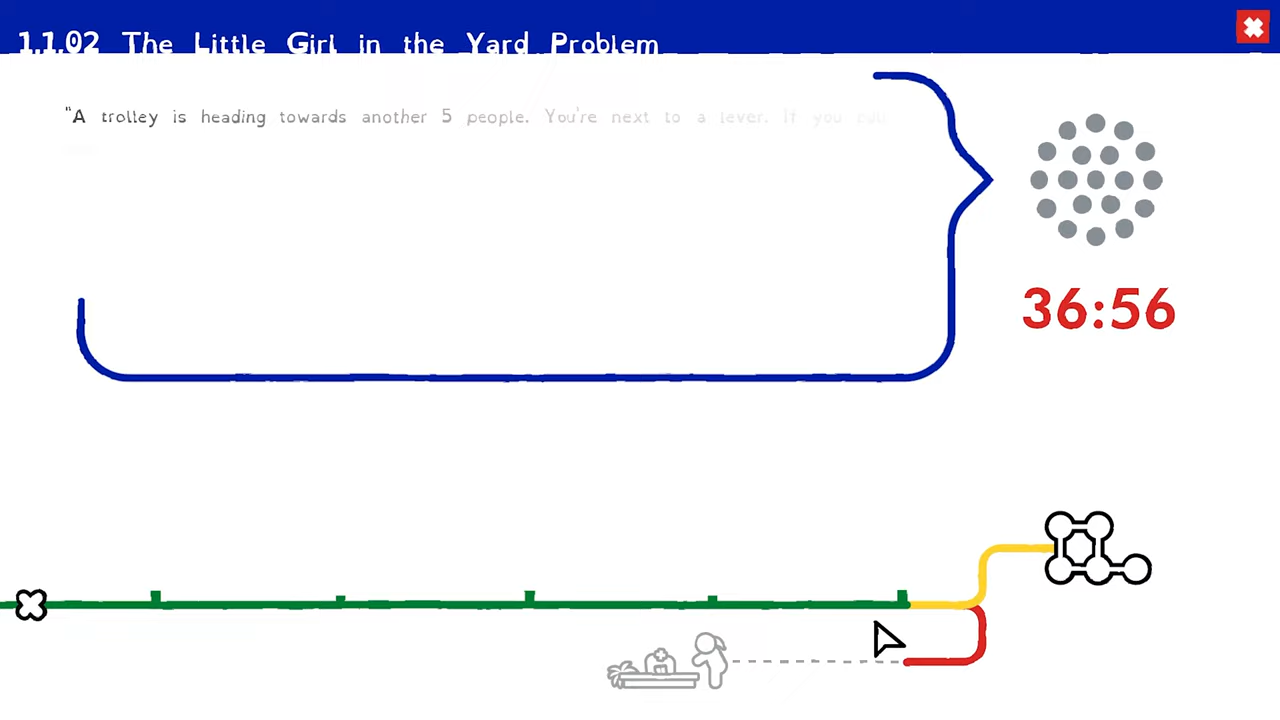 1.1.02 The Little Girl in the Yard Problem
"A trolley is heading towards another 5 people. You're next to a lever. If you
36:56